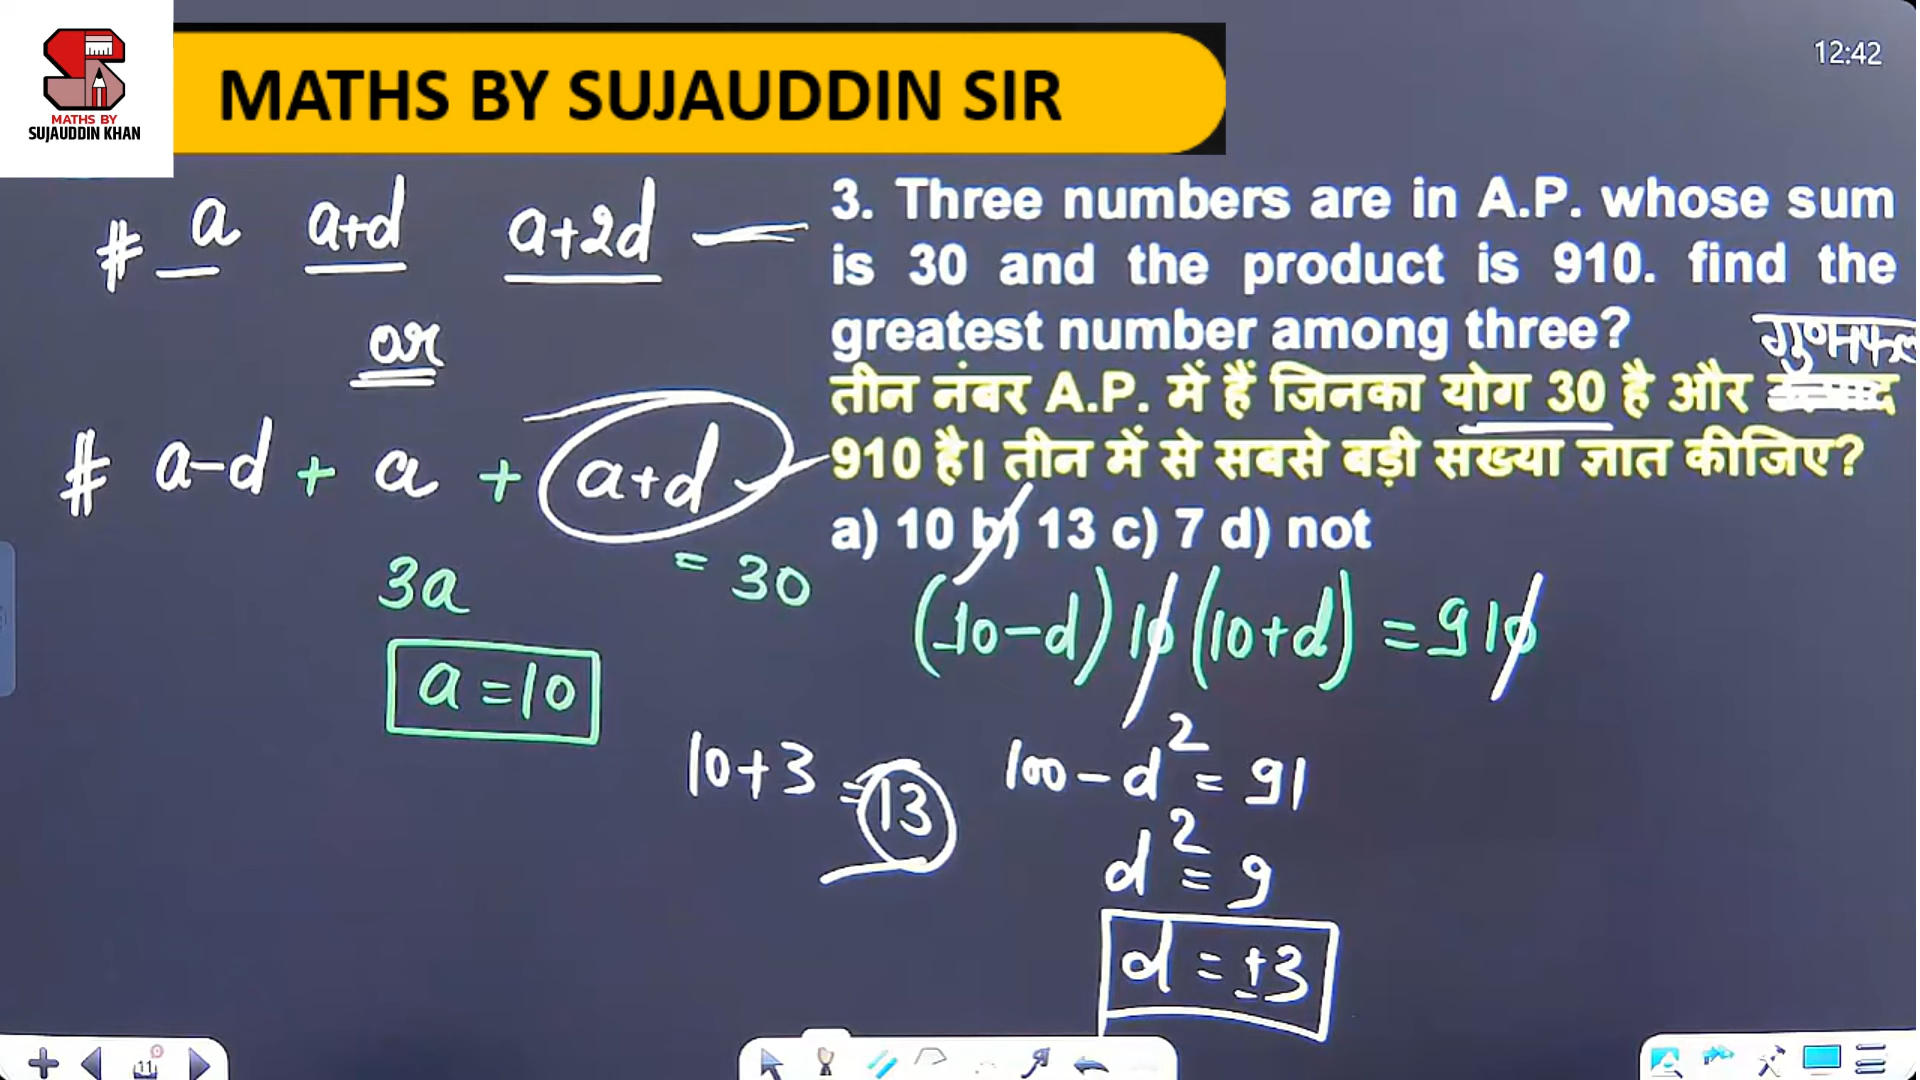 MATHS BY
SUJAUDDIN KHAN
MATHS BY SUJAUDDIN SIR
12:42
# a a+d a+2d
or
# a-d + a + a+d
= 30
3a
a = 10
3. Three numbers are in A.P. whose sum
is 30 and the product is 910. find the
greatest number among three?
गुणनफल
तीन नंबर A.P. में हैं जिनका योग 30 है और
910 है। तीन में से सबसे बड़ी सख्या ज्ञात कीजिए?
a) 10 b) 13 c) 7 d) not
(10-d) 10 (10+d) = 910
100 - d² = 91
d² = 9
d = ±3
10+3 = 13
11